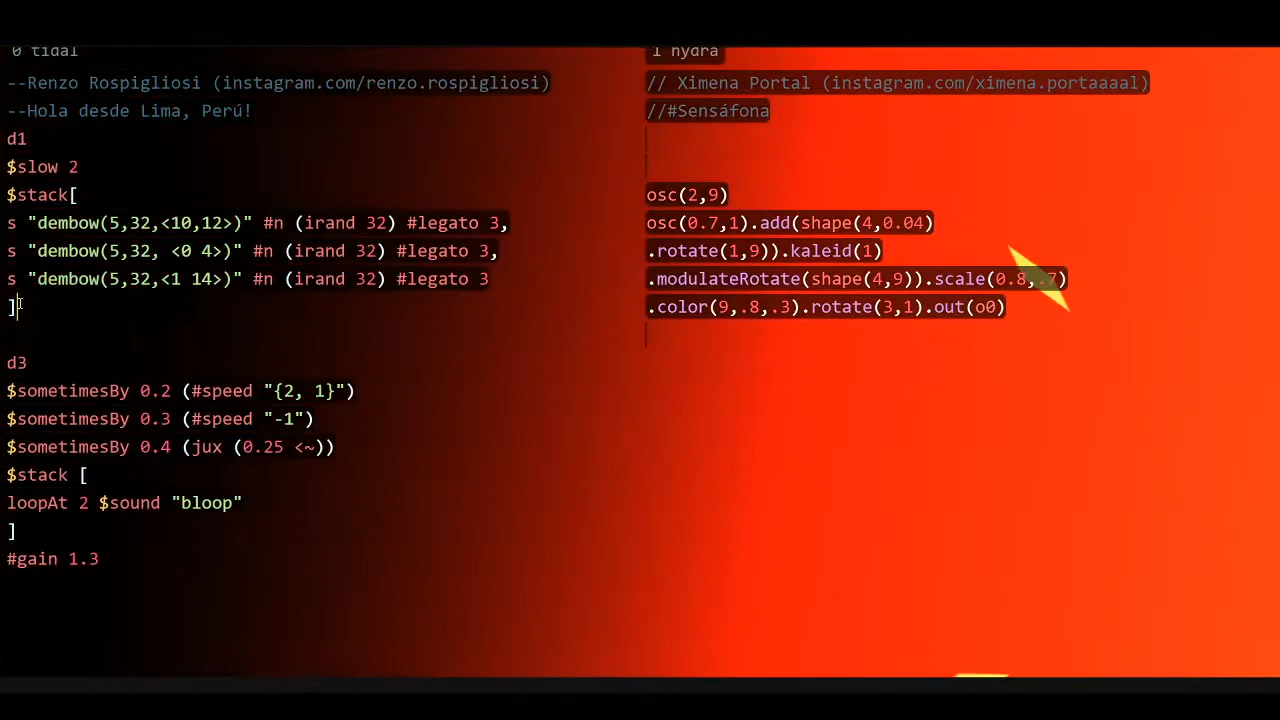 0 tidal
--Renzo Rospigliosi (instagram.com/renzo.rospigliosi)
--Hola desde Lima, Perú!
d1
$slow 2
$stack[
s "dembow(5,32,<10,12>)" #n (irand 32) #legato 3,
s "dembow(5,32, <0 4>)" #n (irand 32) #legato 3,
s "dembow(5,32,<1 14>)" #n (irand 32) #legato 3
]
d3
$sometimesBy 0.2 (#speed "{2, 1}")
$sometimesBy 0.3 (#speed "-1")
$sometimesBy 0.4 (jux (0.25 <~))
$stack [
loopAt 2 $sound "bloop"
]
#gain 1.3
1 hydra
// Ximena Portal (instagram.com/ximena.portaaaal)
//#Sensáfona
osc(2,9)
osc(0.7,1).add(shape(4,0.04)
.rotate(1,9)).kaleid(1)
.modulateRotate(shape(4,9)).scale(0.8,.7)
.color(9,.8,.3).rotate(3,1).out(o0)